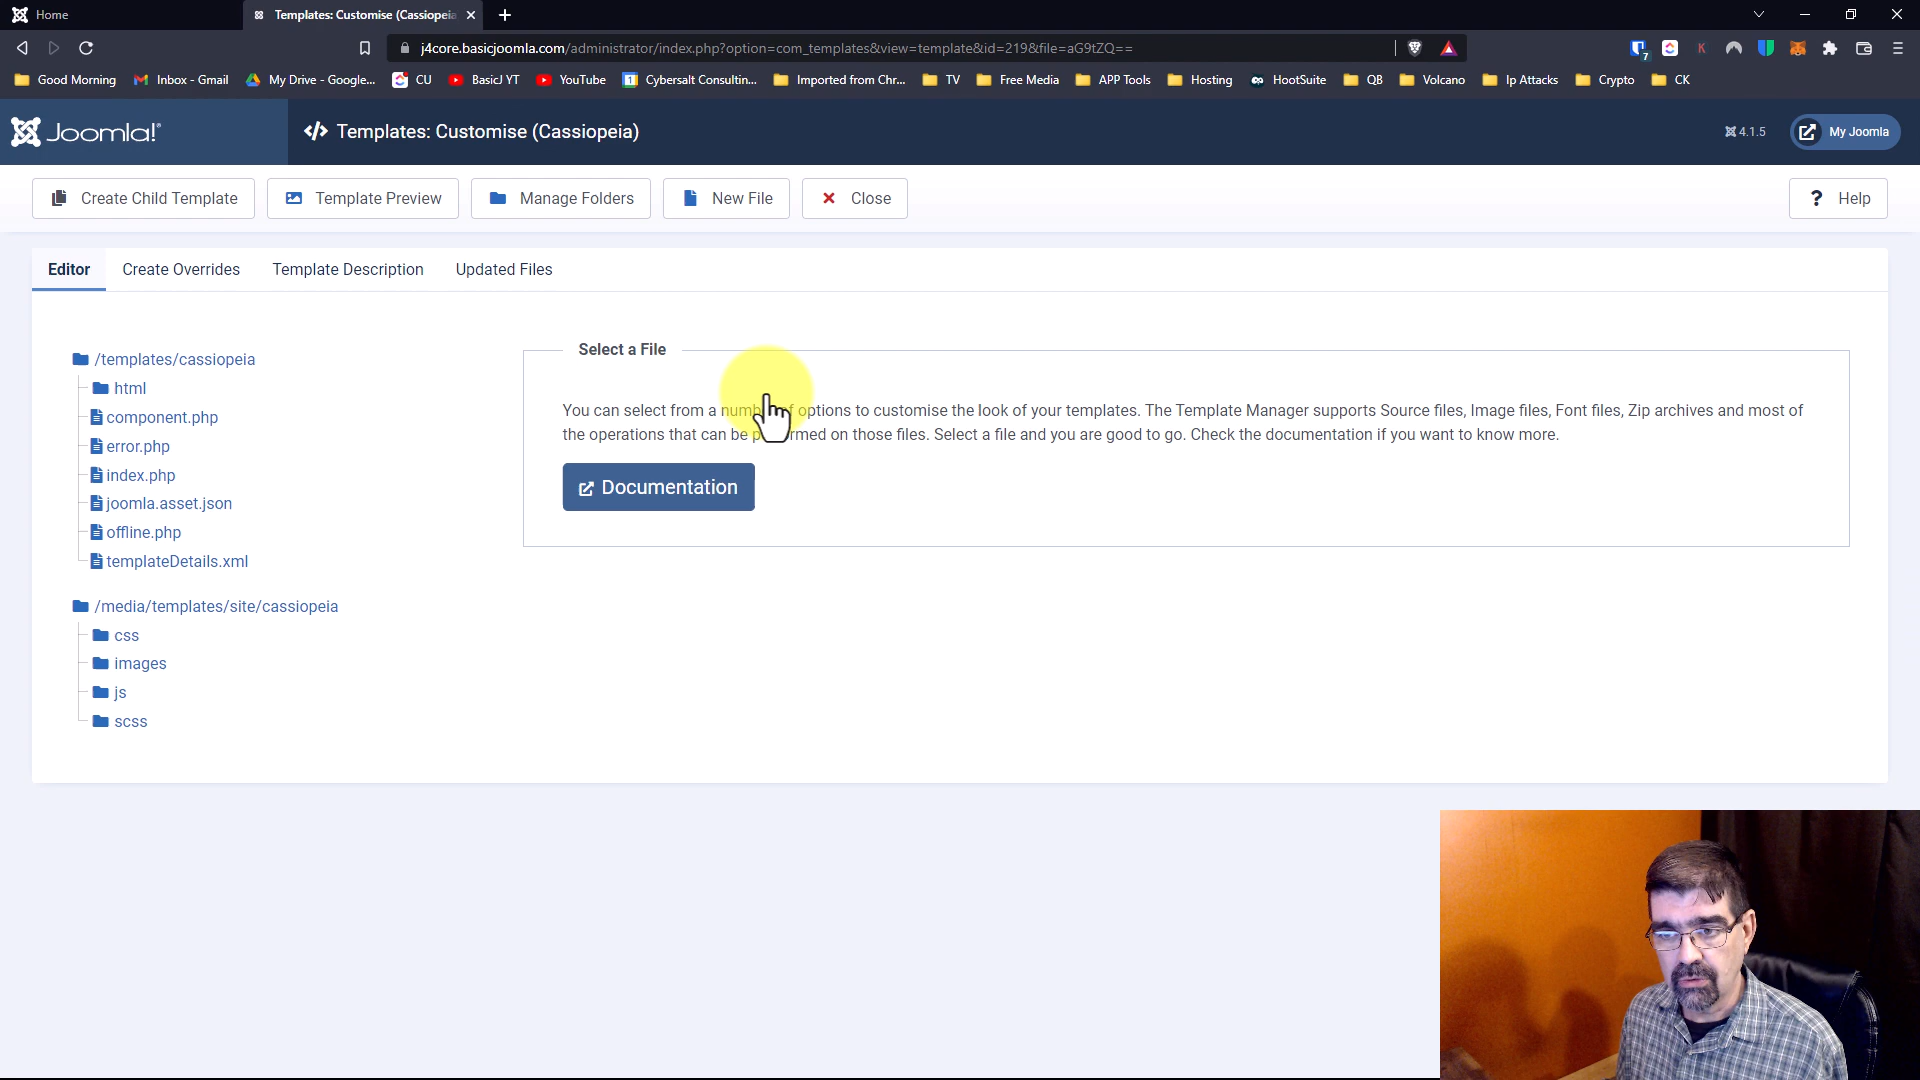 Home
Templates: Customise (Cassiopeia
j4core.basicjoomla.com/administrator/index.php?option=com_templates&view=template&id=219&file=aG9tZQ==
7
Good Morning
Inbox - Gmail
My Drive - Google...
CU
BasicJ YT
YouTube
1
Cybersalt Consultin...
Imported from Chr...
TV
Free Media
APP Tools
Hosting
HootSuite
QB
Volcano
Ip Attacks
Crypto
CK
Joomla!®
Templates: Customise (Cassiopeia)
4.1.5
My Joomla
Create Child Template
Template Preview
Manage Folders
New File
Close
? Help
Editor
Create Overrides
Template Description
Updated Files
/templates/cassiopeia
html
component.php
error.php
index.php
joomla.asset.json
offline.php
templateDetails.xml
/media/templates/site/cassiopeia
css
images
js
scss
Select a File
You can select from a number of options to customise the look of your templates. The Template Manager supports Source files, Image files, Font files, Zip archives and most of
the operations that can be performed on those files. Select a file and you are good to go. Check the documentation if you want to know more.
Documentation